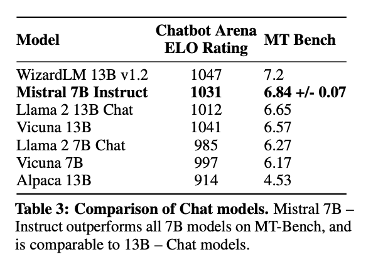 Model Chatbot Arena ELO Rating MT Bench
WizardLM 13B v1.2 1047 7.2
Mistral 7B Instruct 1031 6.84 +/- 0.07
Llama 2 13B Chat 1012 6.65
Vicuna 13B 1041 6.57
Llama 2 7B Chat 985 6.27
Vicuna 7B 997 6.17
Alpaca 13B 914 4.53
Table 3: Comparison of Chat models. Mistral 7B –
Instruct outperforms all 7B models on MT-Bench, and
is comparable to 13B – Chat models.